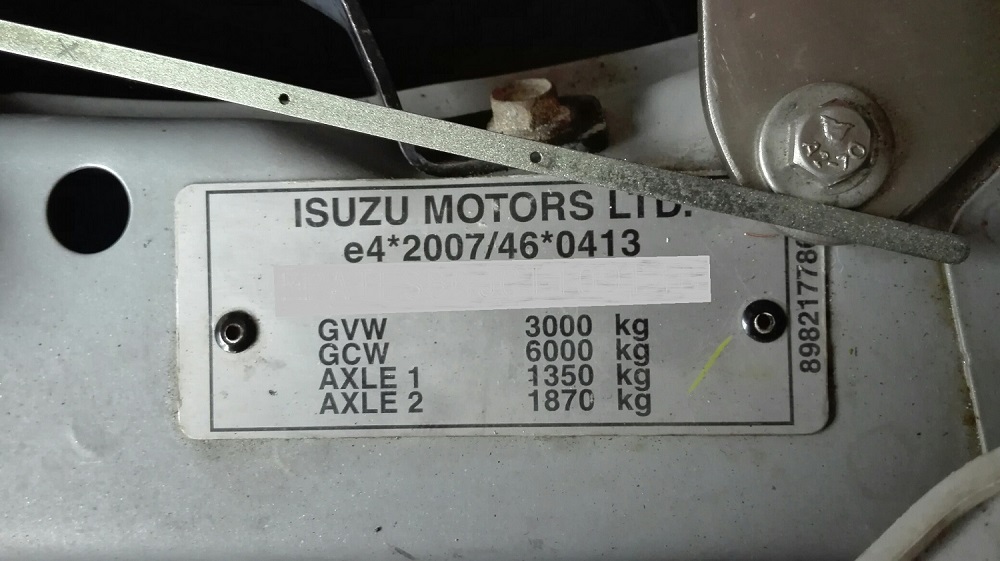 ISUZU MOTORS LTD.
e4*2007/46*0413
GVW 3000 kg
GCW 6000 kg
AXLE 1 1350 kg
AXLE 2 1870 kg